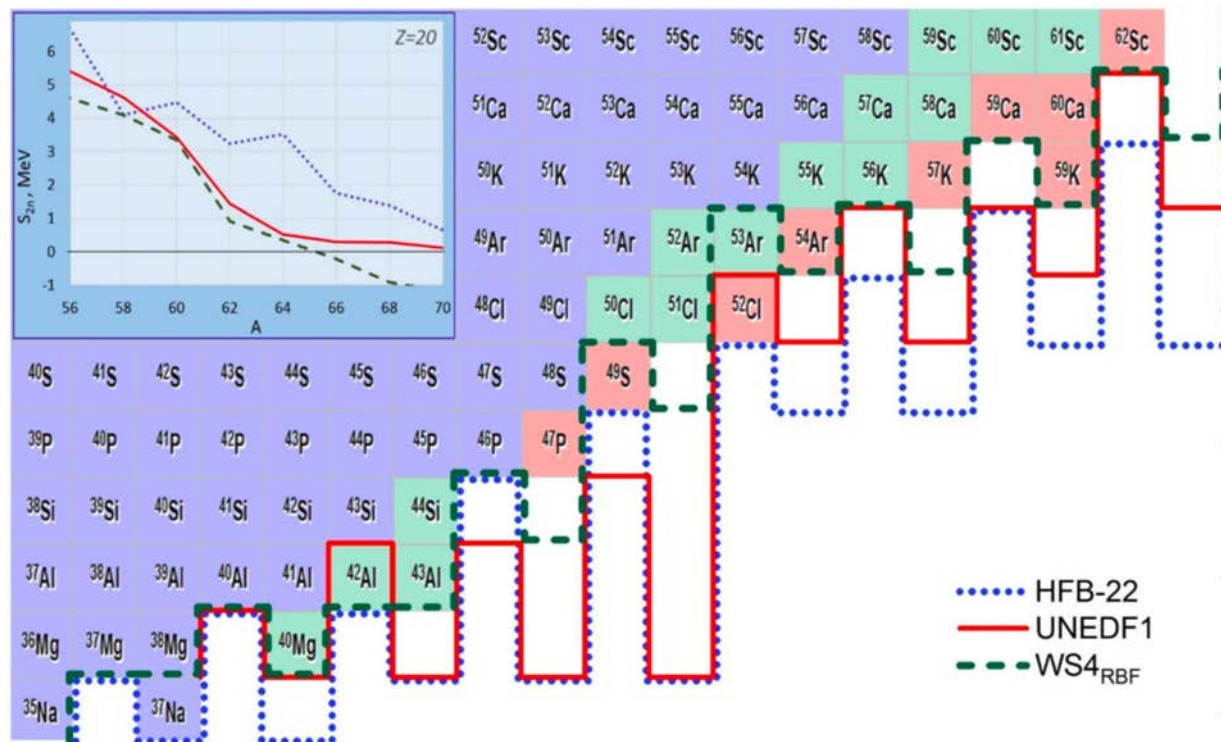 Z=20
6
5
4
3
2
1
0
-1
S2n, MeV
56 58 60 62 64 66 68 70
A
52Sc 53Sc 54Sc 55Sc 56Sc 57Sc 58Sc 59Sc 60Sc 61Sc 62Sc
51Ca 52Ca 53Ca 54Ca 55Ca 56Ca 57Ca 58Ca 59Ca 60Ca
50K 51K 52K 53K 54K 55K 56K 57K 59K
49Ar 50Ar 51Ar 52Ar 53Ar 54Ar
48Cl 49Cl 50Cl 51Cl 52Cl
40S 41S 42S 43S 44S 45S 46S 47S 48S 49S
39P 40P 41P 42P 43P 44P 45P 46P 47P
38Si 39Si 40Si 41Si 42Si 43Si 44Si
37Al 38Al 39Al 40Al 41Al 42Al 43Al
36Mg 37Mg 38Mg 40Mg
35Na 37Na
HFB-22
UNEDF1
WS4RBF